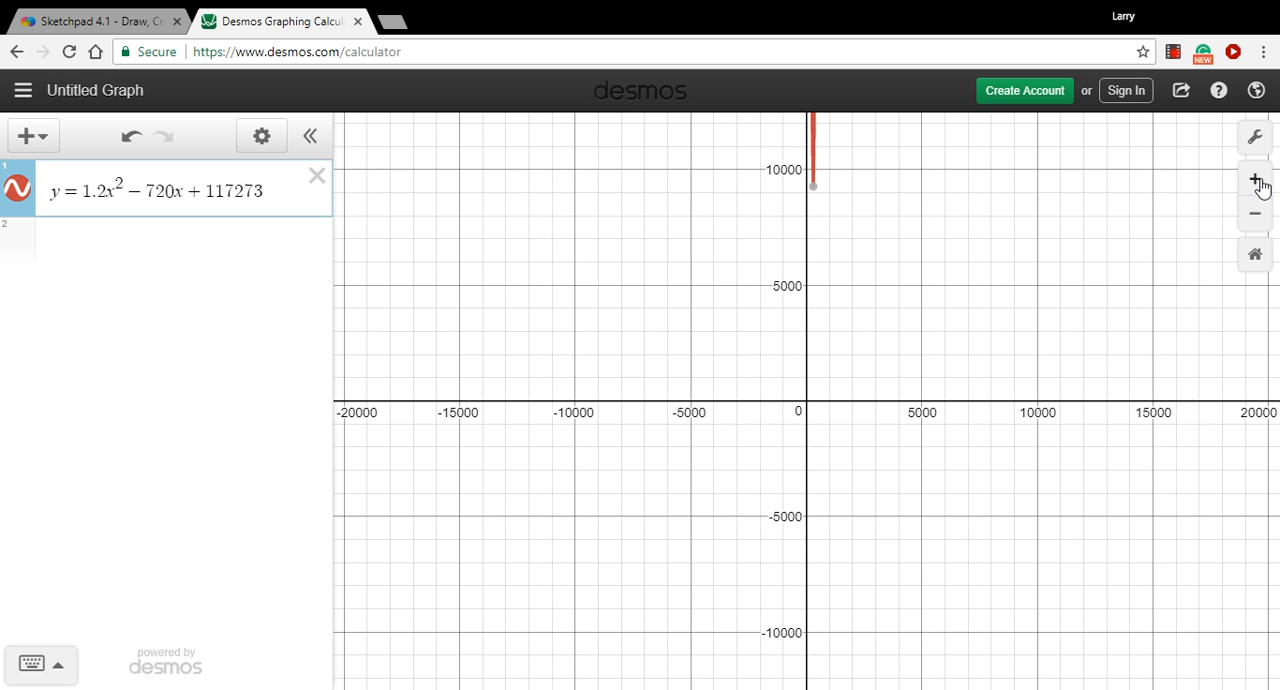 Larry
Sketchpad 4.1 - Draw, Cr
Desmos Graphing Calcul
Secure
https://www.desmos.com/calculator
NEW
Untitled Graph
desmos
Create Account or Sign In
1
y = 1.2x² − 720x + 117273
2
10000
5000
-20000 -15000 -10000 -5000 0 5000 10000 15000 20000
-5000
-10000
powered by
desmos